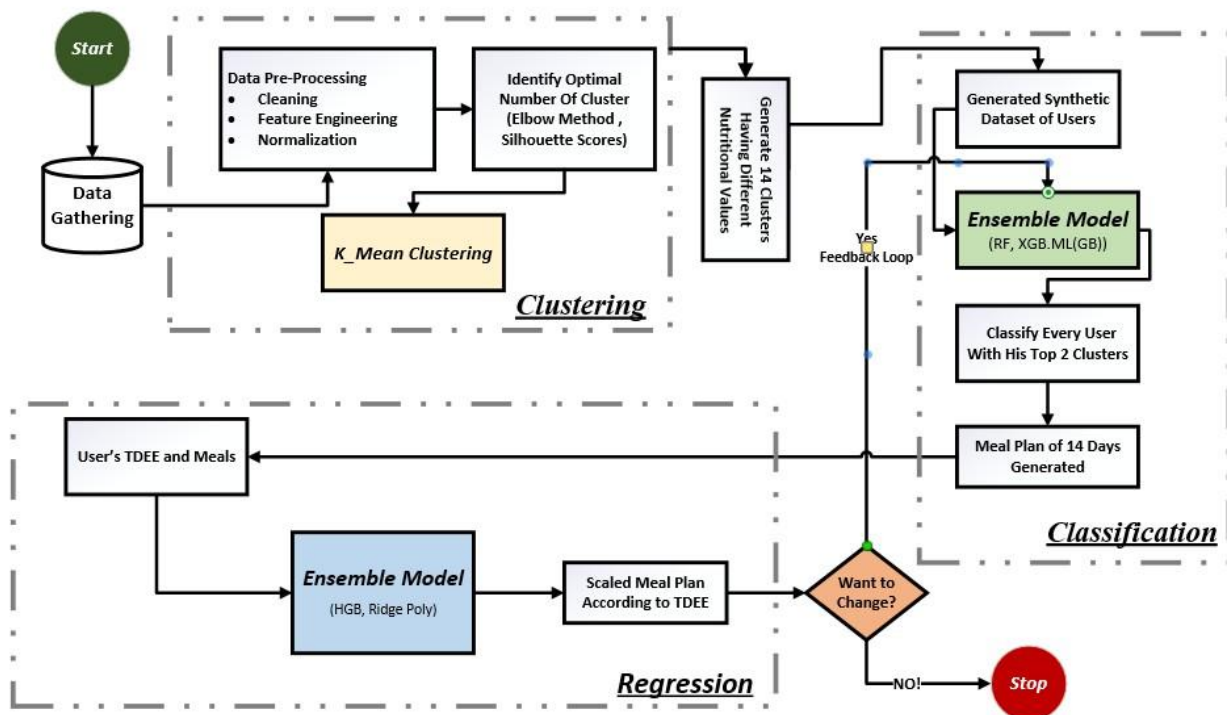 Start
Data
Gathering
Data Pre-Processing
• Cleaning
• Feature Engineering
• Normalization
Identify Optimal
Number Of Cluster
(Elbow Method ,
Silhouette Scores)
K_Mean Clustering
Clustering
Generate 14 Clusters
Having Different
Nutritional Values
Generated Synthetic
Dataset of Users
Ensemble Model
(RF, XGB.ML(GB))
Classify Every User
With His Top 2 Clusters
Meal Plan of 14 Days
Generated
Classification
Yes
Feedback Loop
User’s TDEE and Meals
Ensemble Model
(HGB, Ridge Poly)
Scaled Meal Plan
According to TDEE
Regression
Want to
Change?
NO!
Stop